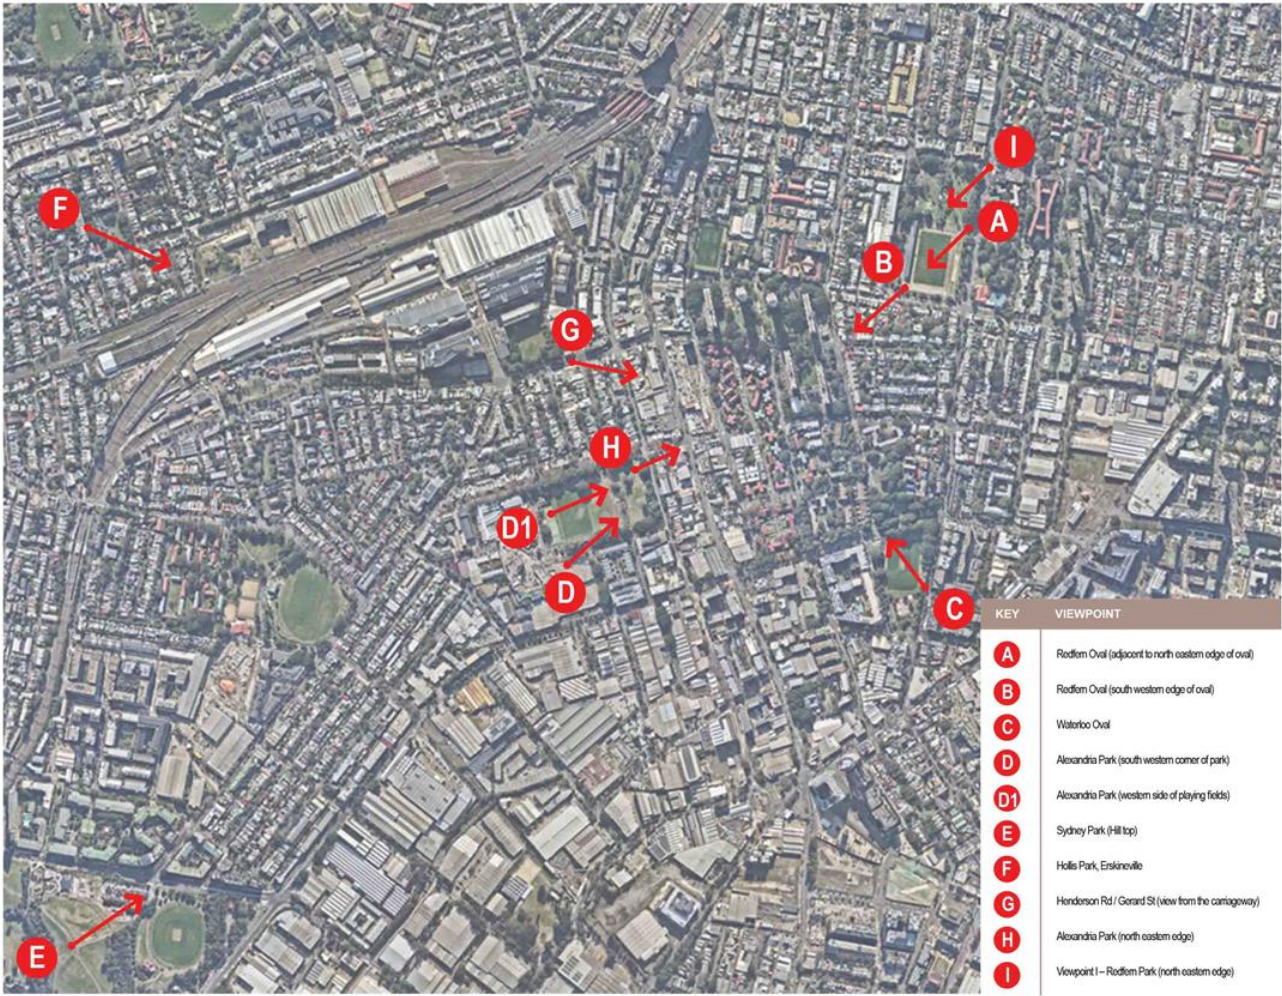 I
F
A
B
G
H
D1
D
C
E
KEY VIEWPOINT
A Redfern Oval (adjacent to north eastern edge of oval)
B Redfern Oval (south western edge of oval)
C Waterloo Oval
D Alexandria Park (south western corner of park)
D1 Alexandria Park (western side of playing fields)
E Sydney Park (Hill top)
F Hollis Park, Erskineville
G Henderson Rd / Gerard St (view from the carriageway)
H Alexandria Park (north eastern edge)
I Viewpoint I – Redfern Park (north eastern edge)